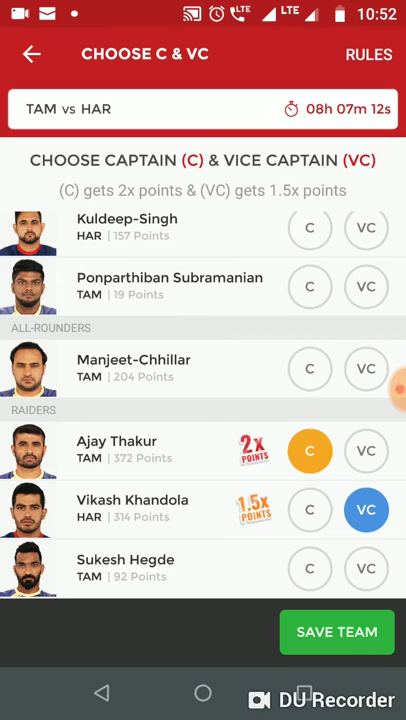 LTE LTE 10:52
CHOOSE C & VC RULES
TAM vs HAR 08h 07m 12s
CHOOSE CAPTAIN (C) & VICE CAPTAIN (VC)
(C) gets 2x points & (VC) gets 1.5x points
Kuldeep-Singh
HAR | 157 Points C VC
Ponparthiban Subramanian
TAM | 19 Points C VC
ALL-ROUNDERS
Manjeet-Chhillar
TAM | 204 Points C VC
RAIDERS
Ajay Thakur
TAM | 372 Points 2X POINTS C VC
Vikash Khandola
HAR | 314 Points 1.5X POINTS C VC
Sukesh Hegde
TAM | 92 Points C VC
SAVE TEAM
DU Recorder